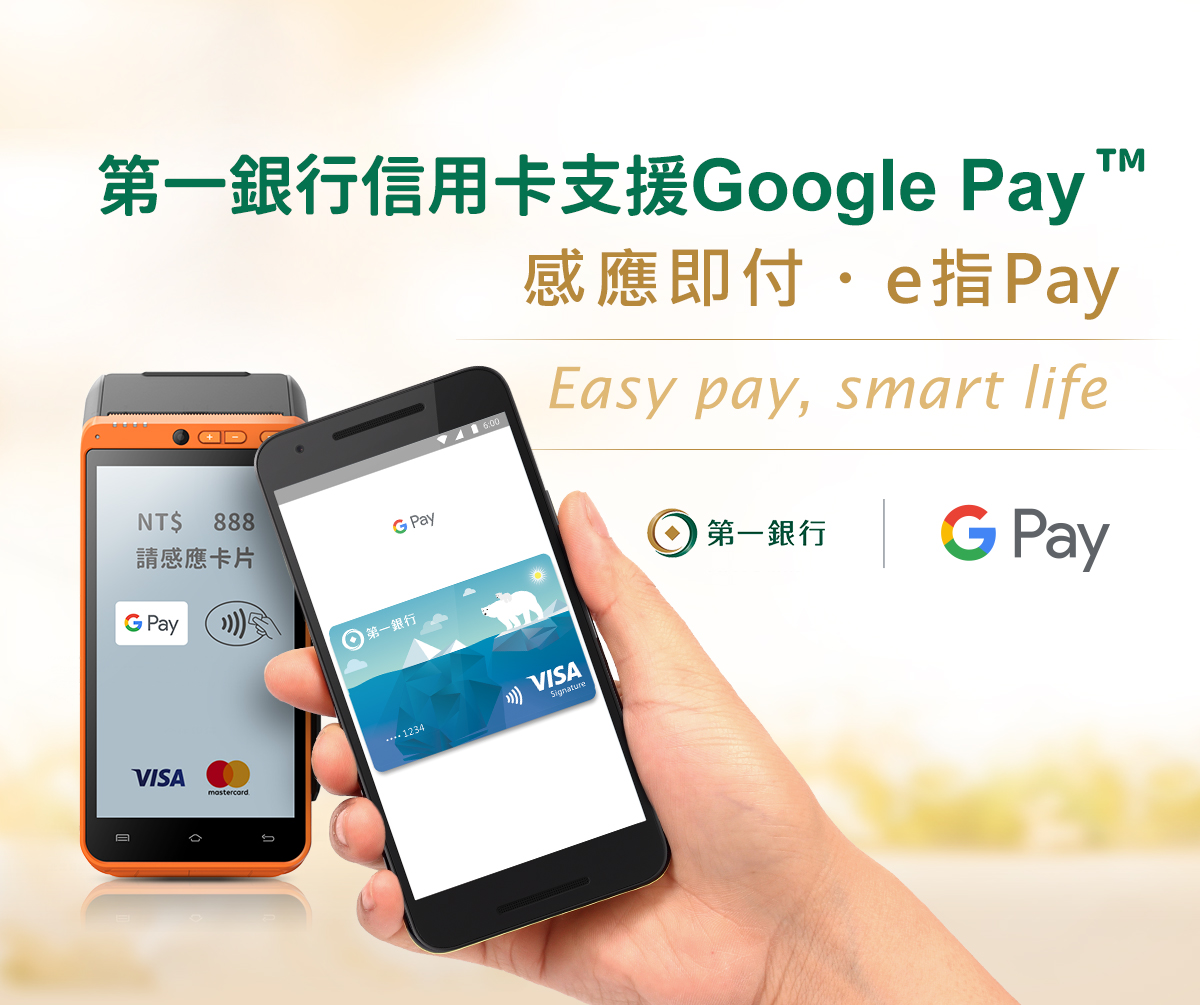 第一銀行信用卡支援Google Pay™
感應即付．e指Pay
Easy pay, smart life
第一銀行
G Pay
NT$ 888
請感應卡片
G Pay
VISA
mastercard
6:00
G Pay
第一銀行
VISA
Signature
•••• 1234